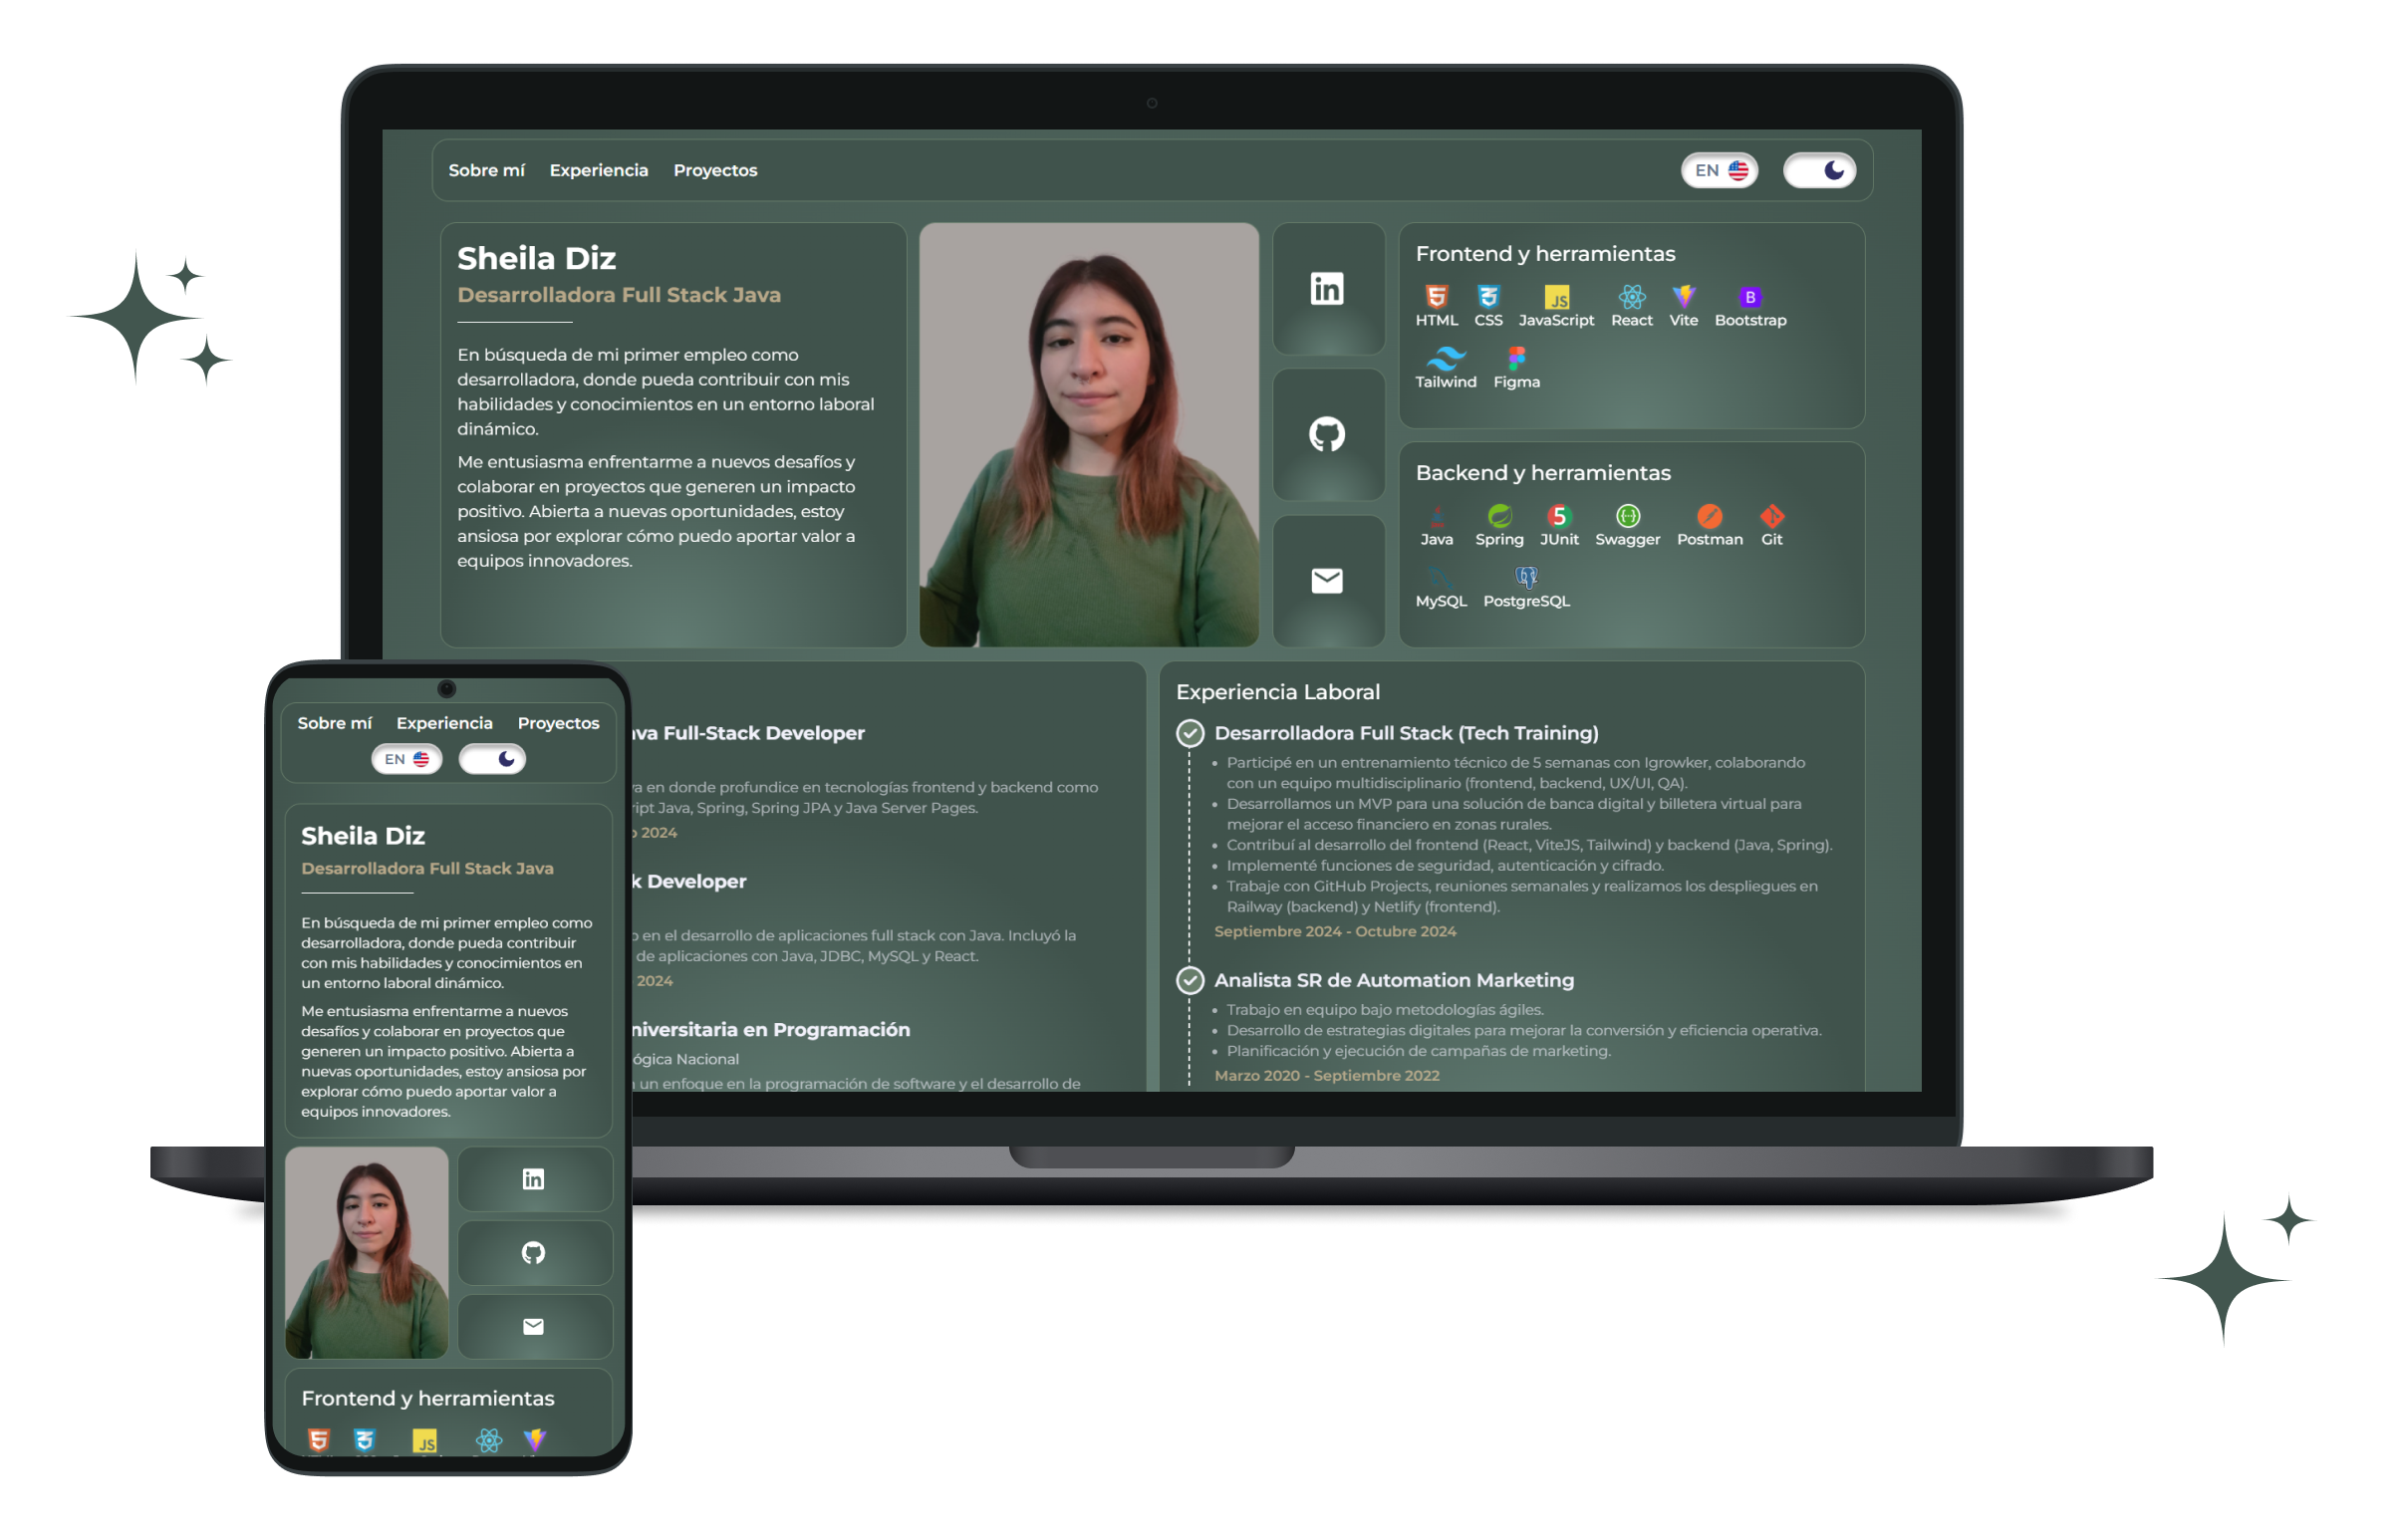 Sobre mí Experiencia Proyectos
EN
Sheila Diz
Desarrolladora Full Stack Java
En búsqueda de mi primer empleo como
desarrolladora, donde pueda contribuir con mis
habilidades y conocimientos en un entorno laboral
dinámico.
Me entusiasma enfrentarme a nuevos desafíos y
colaborar en proyectos que generen un impacto
positivo. Abierta a nuevas oportunidades, estoy
ansiosa por explorar cómo puedo aportar valor a
equipos innovadores.
in
Frontend y herramientas
HTML CSS JavaScript React Vite Bootstrap
Tailwind Figma
Backend y herramientas
Java Spring JUnit Swagger Postman Git
MySQL PostgreSQL
Full-Stack Developer
en donde profundice en tecnologías frontend y backend como
Java, Spring, Spring JPA y Java Server Pages.
2024
Developer
en el desarrollo de aplicaciones full stack con Java. Incluyó la
de aplicaciones con Java, JDBC, MySQL y React.
2024
en Programación
Nacional
un enfoque en la programación de software y el desarrollo de
Experiencia Laboral
Desarrolladora Full Stack (Tech Training)
• Participé en un entrenamiento técnico de 5 semanas con Igrowker, colaborando
con un equipo multidisciplinario (frontend, backend, UX/UI, QA).
• Desarrollamos un MVP para una solución de banca digital y billetera virtual para
mejorar el acceso financiero en zonas rurales.
• Contribuí al desarrollo del frontend (React, ViteJS, Tailwind) y backend (Java, Spring).
• Implementé funciones de seguridad, autenticación y cifrado.
• Trabaje con GitHub Projects, reuniones semanales y realizamos los despliegues en
Railway (backend) y Netlify (frontend).
Septiembre 2024 - Octubre 2024
Analista SR de Automation Marketing
• Trabajo en equipo bajo metodologías ágiles.
• Desarrollo de estrategias digitales para mejorar la conversión y eficiencia operativa.
• Planificación y ejecución de campañas de marketing.
Marzo 2020 - Septiembre 2022
Sobre mí Experiencia Proyectos
EN
Sheila Diz
Desarrolladora Full Stack Java
En búsqueda de mi primer empleo como
desarrolladora, donde pueda contribuir
con mis habilidades y conocimientos en
un entorno laboral dinámico.
Me entusiasma enfrentarme a nuevos
desafíos y colaborar en proyectos que
generen un impacto positivo. Abierta a
nuevas oportunidades, estoy ansiosa por
explorar cómo puedo aportar valor a
equipos innovadores.
in
Frontend y herramientas
JS